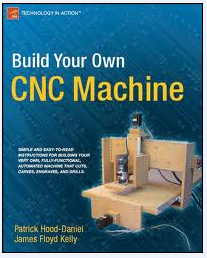 TECHNOLOGY IN ACTION™
Build Your Own
CNC Machine
SIMPLE AND EASY-TO-READ
INSTRUCTIONS FOR BUILDING YOUR
VERY OWN, FULLY-FUNCTIONAL,
AUTOMATED MACHINE THAT CUTS,
CARVES, ENGRAVES, AND DRILLS.
Patrick Hood-Daniel
James Floyd Kelly